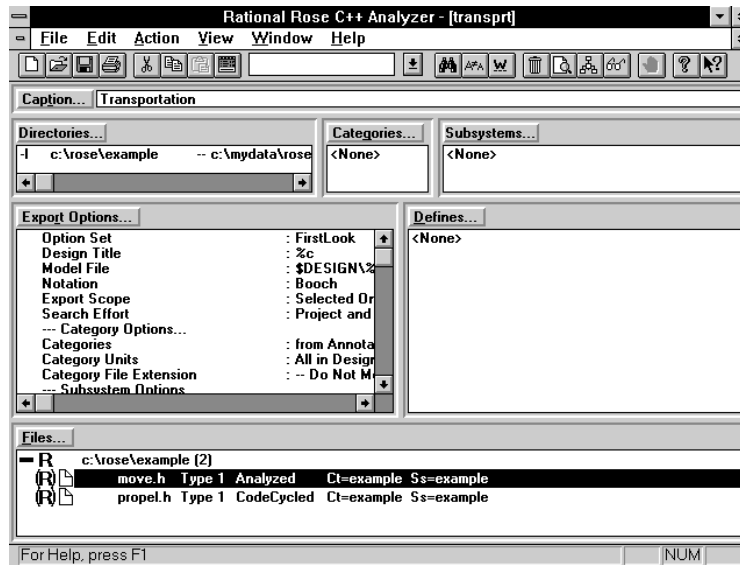 Rational Rose C++ Analyzer - [transprt]
File Edit Action View Window Help
Caption... Transportation
Directories... Categories... Subsystems...
-I c:\rose\example -- c:\mydata\rose <None> <None>
Export Options... Defines...
Option Set : FirstLook <None>
Design Title : %c
Model File : $DESIGN\%
Notation : Booch
Export Scope : Selected Or
Search Effort : Project and
--- Category Options...
Categories : from Annota
Category Units : All in Design
Category File Extension : -- Do Not M
--- Subsystem Options
Files...
R c:\rose\example (2)
(R) move.h Type 1 Analyzed Ct=example Ss=example
(R) propel.h Type 1 CodeCycled Ct=example Ss=example
For Help, press F1 NUM